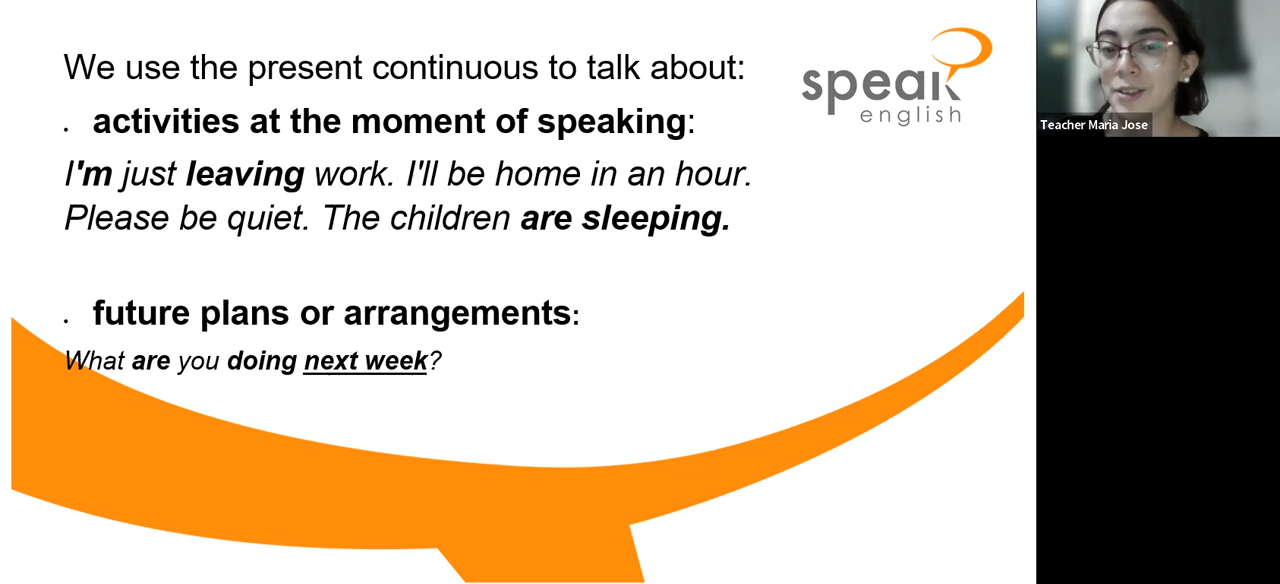 We use the present continuous to talk about:
• activities at the moment of speaking:
I'm just leaving work. I'll be home in an hour.
Please be quiet. The children are sleeping.
• future plans or arrangements:
What are you doing next week?
speak
english
Teacher Maria Jose